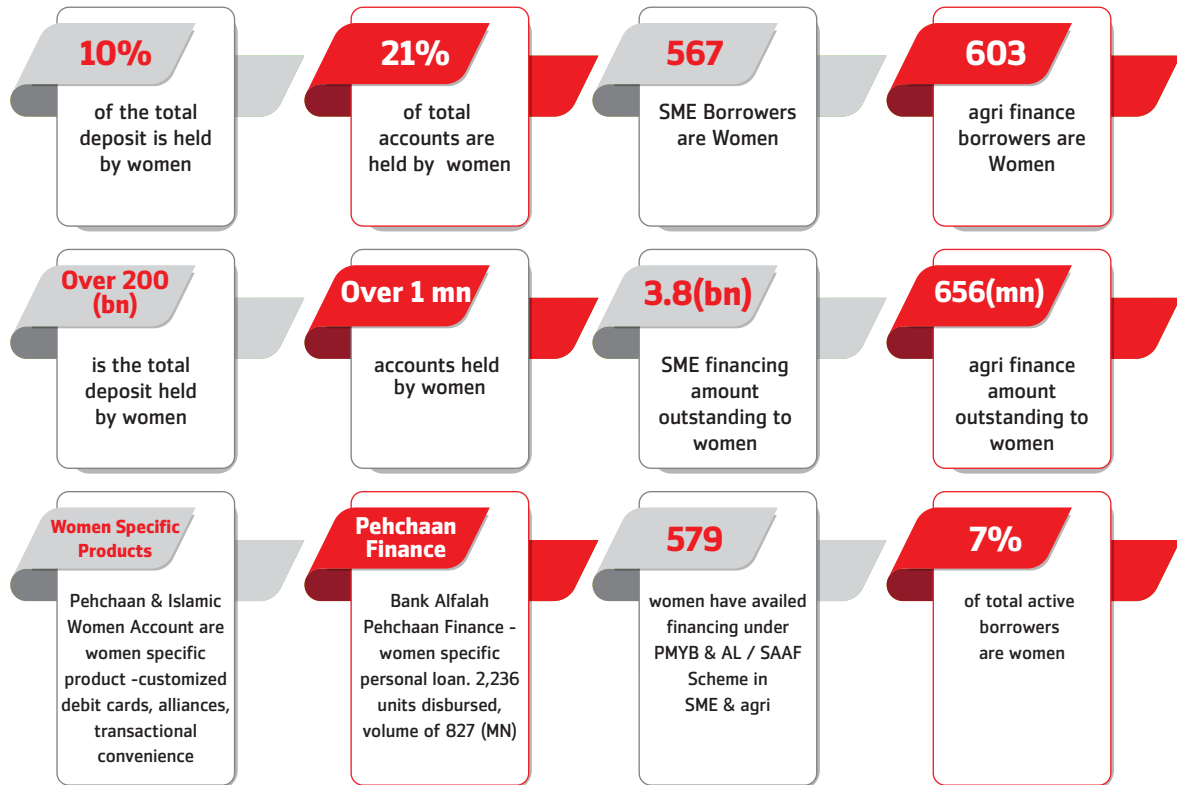 10%
of the total
deposit is held
by women
21%
of total
accounts are
held by women
567
SME Borrowers
are Women
603
agri finance
borrowers are
Women
Over 200
(bn)
is the total
deposit held
by women
Over 1 mn
accounts held
by women
3.8(bn)
SME financing
amount
outstanding to
women
656(mn)
agri finance
amount
outstanding to
women
Women Specific
Products
Pehchaan & Islamic
Women Account are
women specific
product -customized
debit cards, alliances,
transactional
convenience
Pehchaan
Finance
Bank Alfalah
Pehchaan Finance -
women specific
personal loan. 2,236
units disbursed,
volume of 827 (MN)
579
women have availed
financing under
PMYB & AL / SAAF
Scheme in
SME & agri
7%
of total active
borrowers
are women